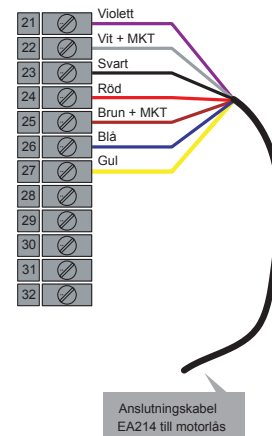 21 Violett
22 Vit + MKT
23 Svart
24 Röd
25 Brun + MKT
26 Blå
27 Gul
28
29
30
31
32
Anslutningskabel
EA214 till motorlås